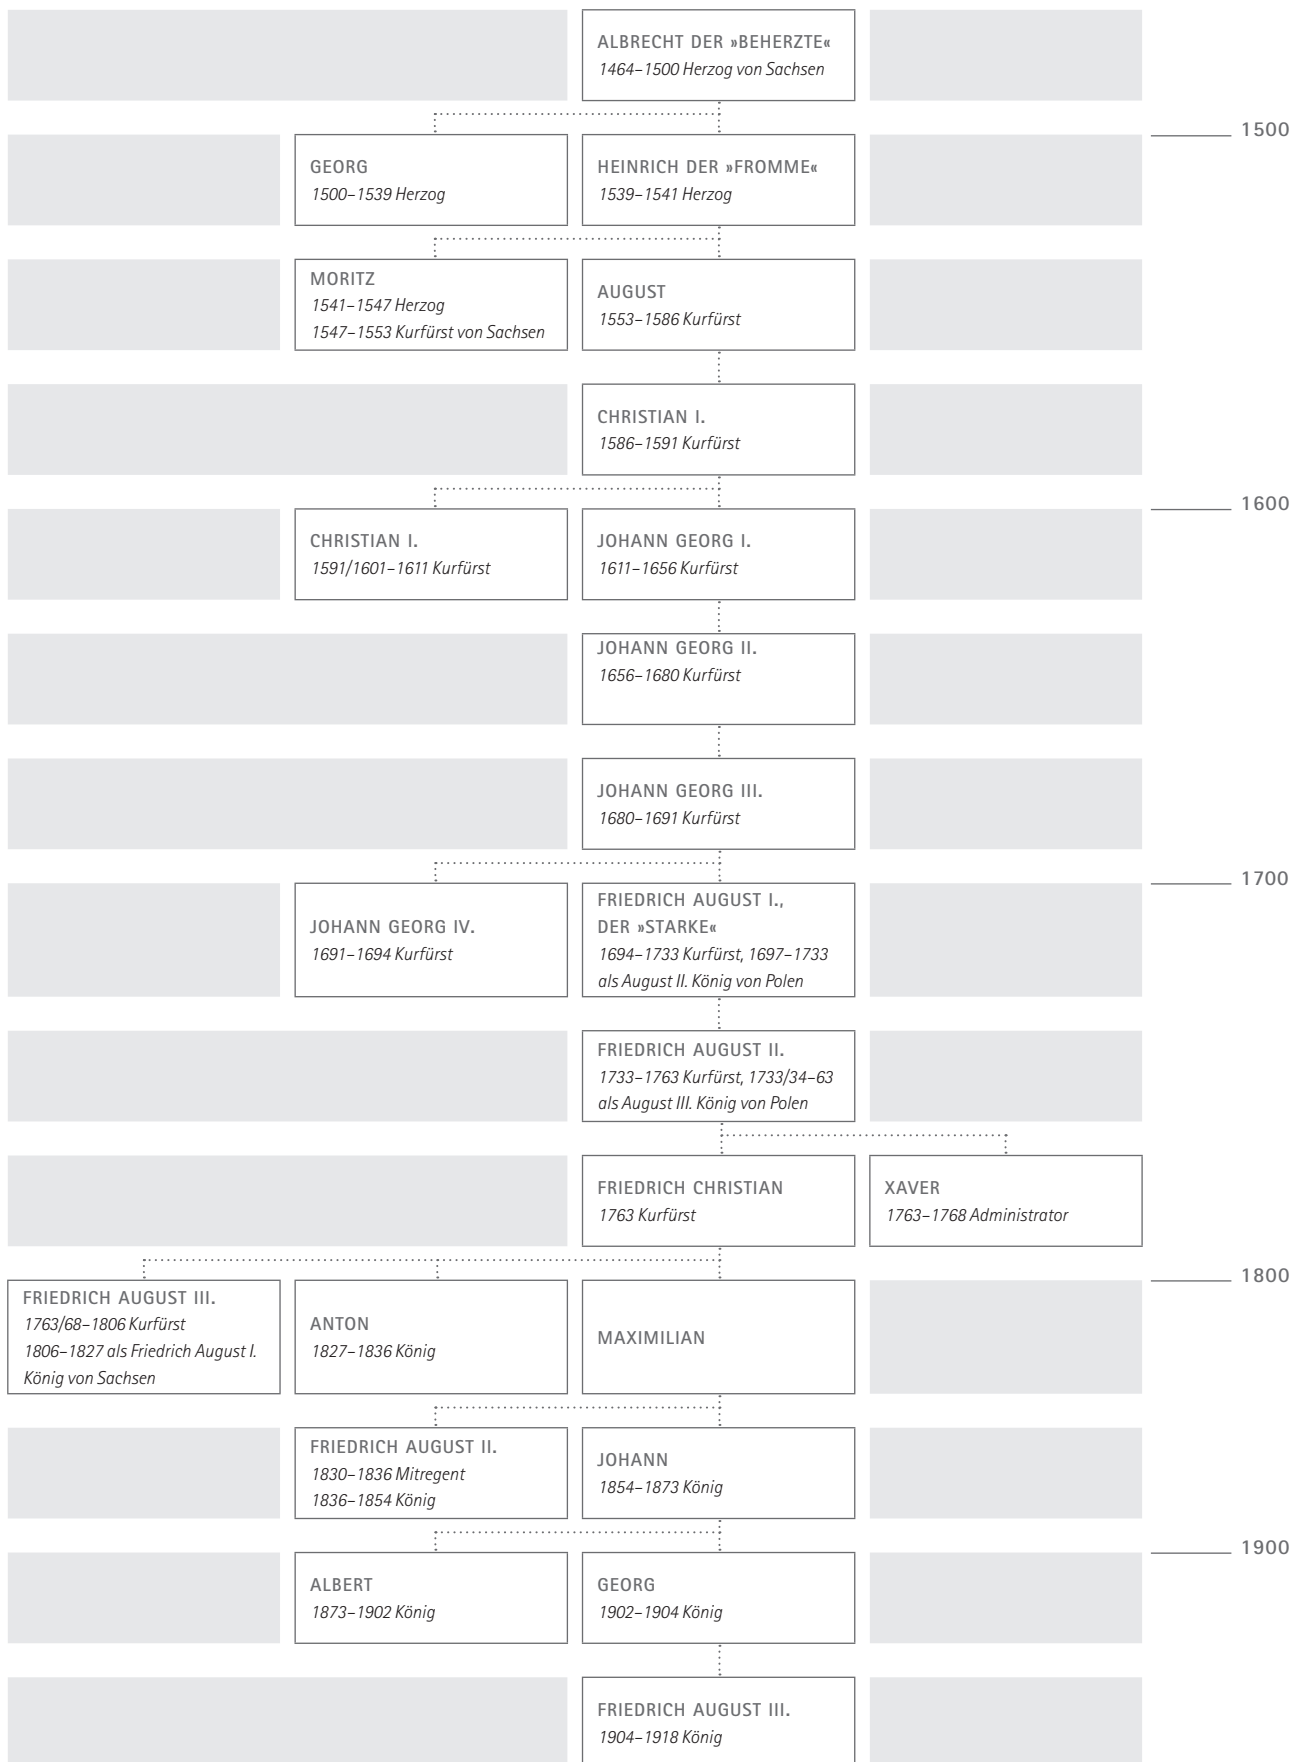 ALBRECHT DER »BEHERZTE«
1464–1500 Herzog von Sachsen
1500
GEORG
1500–1539 Herzog
HEINRICH DER »FROMME«
1539–1541 Herzog
MORITZ
1541–1547 Herzog
1547–1553 Kurfürst von Sachsen
AUGUST
1553–1586 Kurfürst
CHRISTIAN I.
1586–1591 Kurfürst
1600
CHRISTIAN I.
1591/1601–1611 Kurfürst
JOHANN GEORG I.
1611–1656 Kurfürst
JOHANN GEORG II.
1656–1680 Kurfürst
JOHANN GEORG III.
1680–1691 Kurfürst
1700
JOHANN GEORG IV.
1691–1694 Kurfürst
FRIEDRICH AUGUST I.,
DER »STARKE«
1694–1733 Kurfürst, 1697–1733
als August II. König von Polen
FRIEDRICH AUGUST II.
1733–1763 Kurfürst, 1733/34–63
als August III. König von Polen
FRIEDRICH CHRISTIAN
1763 Kurfürst
XAVER
1763–1768 Administrator
1800
FRIEDRICH AUGUST III.
1763/68–1806 Kurfürst
1806–1827 als Friedrich August I.
König von Sachsen
ANTON
1827–1836 König
MAXIMILIAN
FRIEDRICH AUGUST II.
1830–1836 Mitregent
1836–1854 König
JOHANN
1854–1873 König
1900
ALBERT
1873–1902 König
GEORG
1902–1904 König
FRIEDRICH AUGUST III.
1904–1918 König